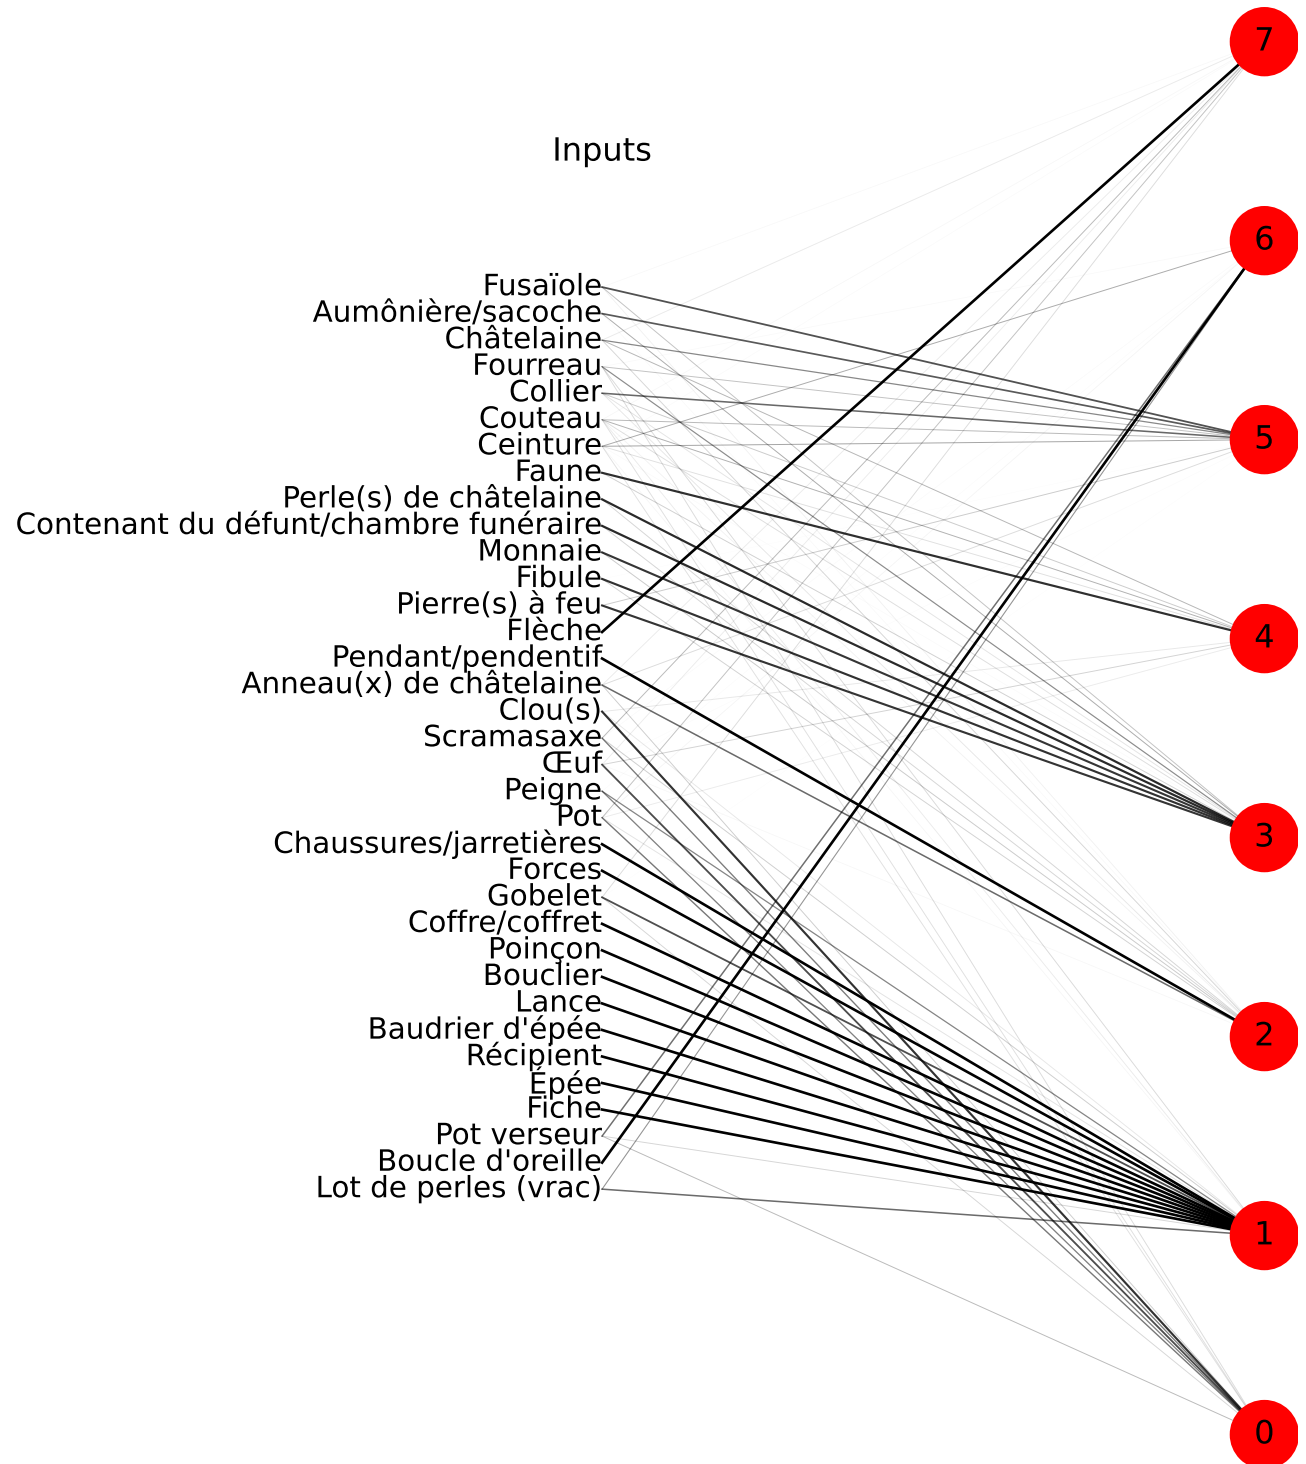 7
Inputs
6
Fusaïole
Aumônière/sacoche
Châtelaine
Fourreau
Collier
Couteau
5
Ceinture
Faune
Perle(s) de châtelaine
Contenant du défunt/chambre funéraire
Monnaie
Fibule
Pierre(s) à feu
Flèche
4
Pendant/pendentif
Anneau(x) de châtelaine
Clou(s)
Scramasaxe
Œuf
Peigne
Pot
3
Chaussures/jarretières
Forces
Gobelet
Coffre/coffret
Poinçon
Bouclier
Lance
Baudrier d'épée
2
Récipient
Épée
Fiche
Pot verseur
Boucle d'oreille
Lot de perles (vrac)
1
0